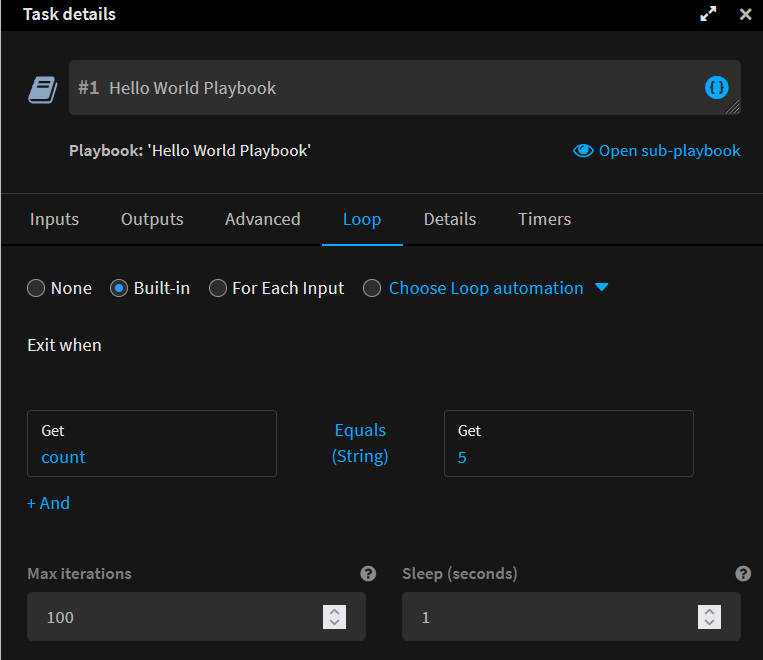 Task details
#1 Hello World Playbook
Playbook: 'Hello World Playbook'
Open sub-playbook
Inputs Outputs Advanced Loop Details Timers
None Built-in For Each Input Choose Loop automation
Exit when
Get Equals Get
count (String) 5
+ And
Max iterations ? Sleep (seconds) ?
100 1